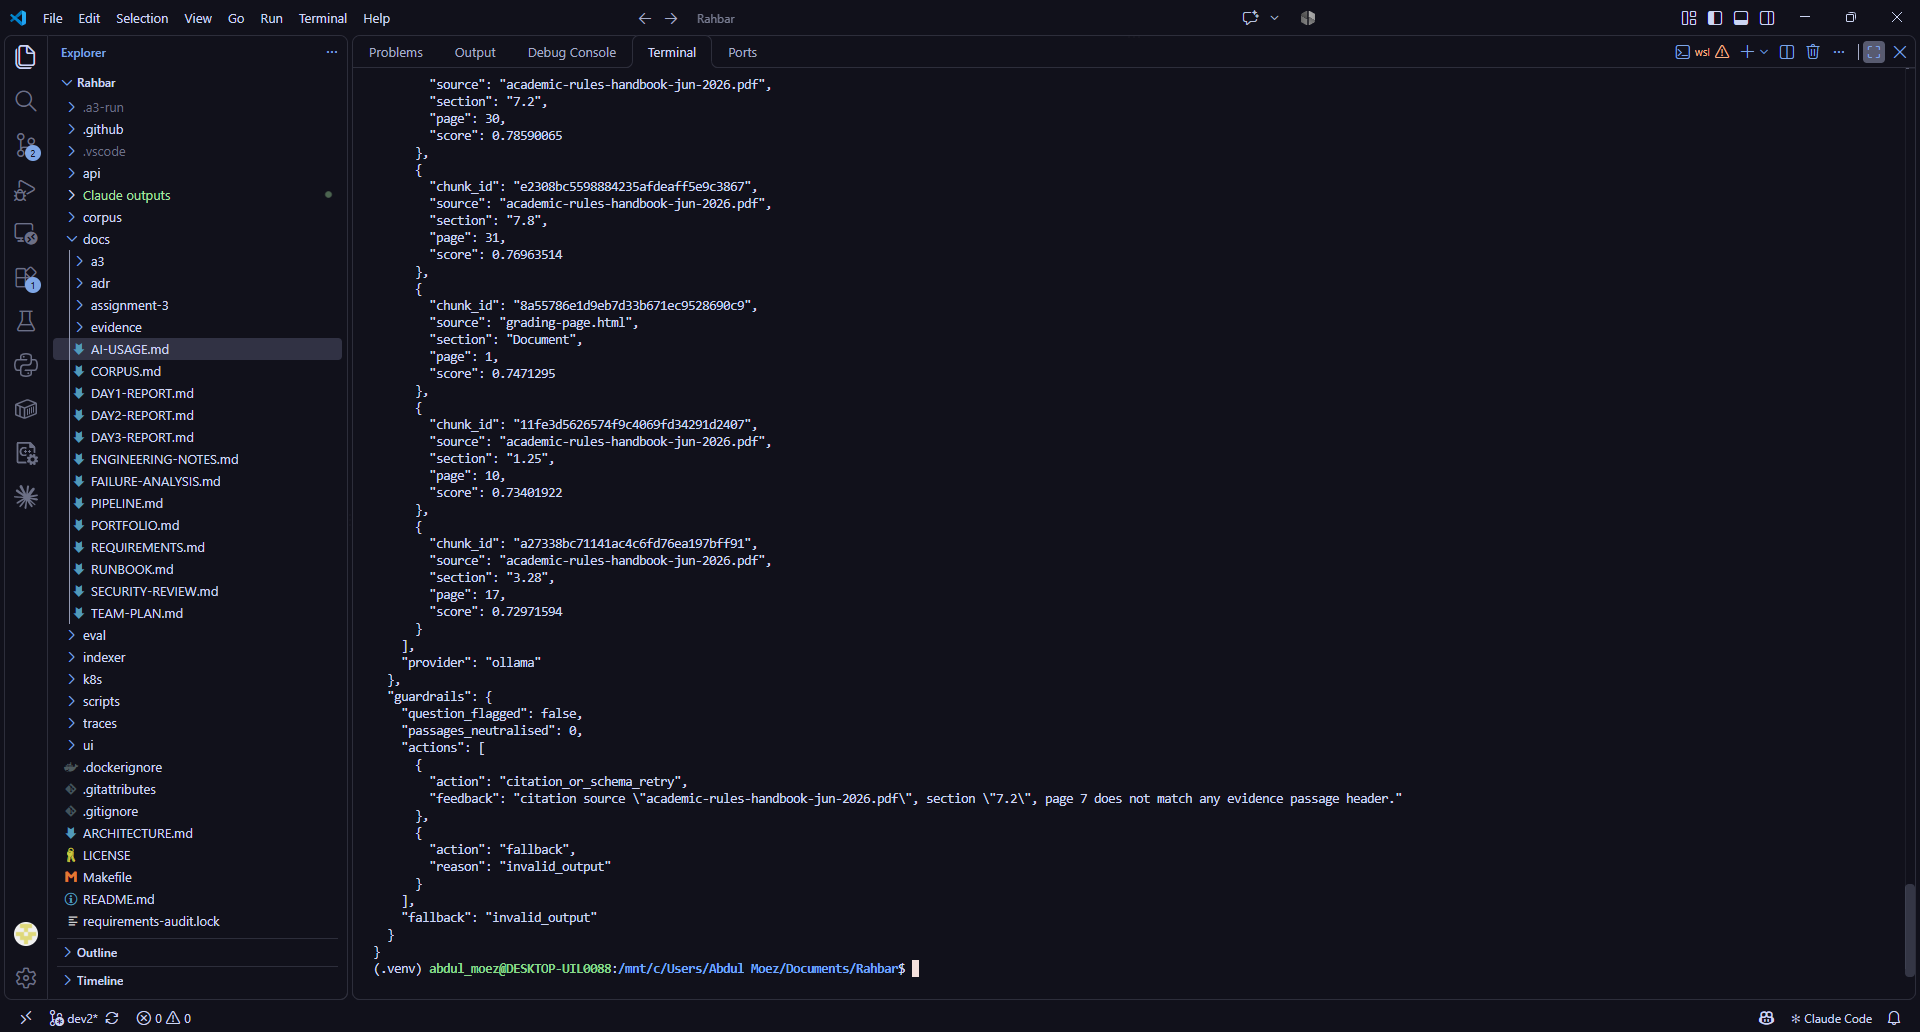 File Edit Selection View Go Run Terminal Help
Rahbar
Explorer
Rahbar
.a3-run
.github
.vscode
api
Claude outputs
corpus
docs
a3
adr
assignment-3
evidence
AI-USAGE.md
CORPUS.md
DAY1-REPORT.md
DAY2-REPORT.md
DAY3-REPORT.md
ENGINEERING-NOTES.md
FAILURE-ANALYSIS.md
PIPELINE.md
PORTFOLIO.md
REQUIREMENTS.md
RUNBOOK.md
SECURITY-REVIEW.md
TEAM-PLAN.md
eval
indexer
k8s
scripts
traces
ui
.dockerignore
.gitattributes
.gitignore
ARCHITECTURE.md
LICENSE
Makefile
README.md
requirements-audit.lock
Outline
Timeline
2
1
Problems Output Debug Console Terminal Ports
wsl
"source": "academic-rules-handbook-jun-2026.pdf",
"section": "7.2",
"page": 30,
"score": 0.78590065
},
{
"chunk_id": "e2308bc5598884235afdeaff5e9c3867",
"source": "academic-rules-handbook-jun-2026.pdf",
"section": "7.8",
"page": 31,
"score": 0.76963514
},
{
"chunk_id": "8a55786e1d9eb7d33b671ec9528690c9",
"source": "grading-page.html",
"section": "Document",
"page": 1,
"score": 0.7471295
},
{
"chunk_id": "11fe3d5626574f9c4069fd34291d2407",
"source": "academic-rules-handbook-jun-2026.pdf",
"section": "1.25",
"page": 10,
"score": 0.73401922
},
{
"chunk_id": "a27338bc71141ac4c6fd76ea197bff91",
"source": "academic-rules-handbook-jun-2026.pdf",
"section": "3.28",
"page": 17,
"score": 0.72971594
}
],
"provider": "ollama"
},
"guardrails": {
"question_flagged": false,
"passages_neutralised": 0,
"actions": [
{
"action": "citation_or_schema_retry",
"feedback": "citation source \"academic-rules-handbook-jun-2026.pdf\", section \"7.2\", page 7 does not match any evidence passage header."
},
{
"action": "fallback",
"reason": "invalid_output"
}
],
"fallback": "invalid_output"
}
}
(.venv) abdul_moez@DESKTOP-UIL0088:/mnt/c/Users/Abdul Moez/Documents/Rahbar$
dev2* 0 0 Claude Code